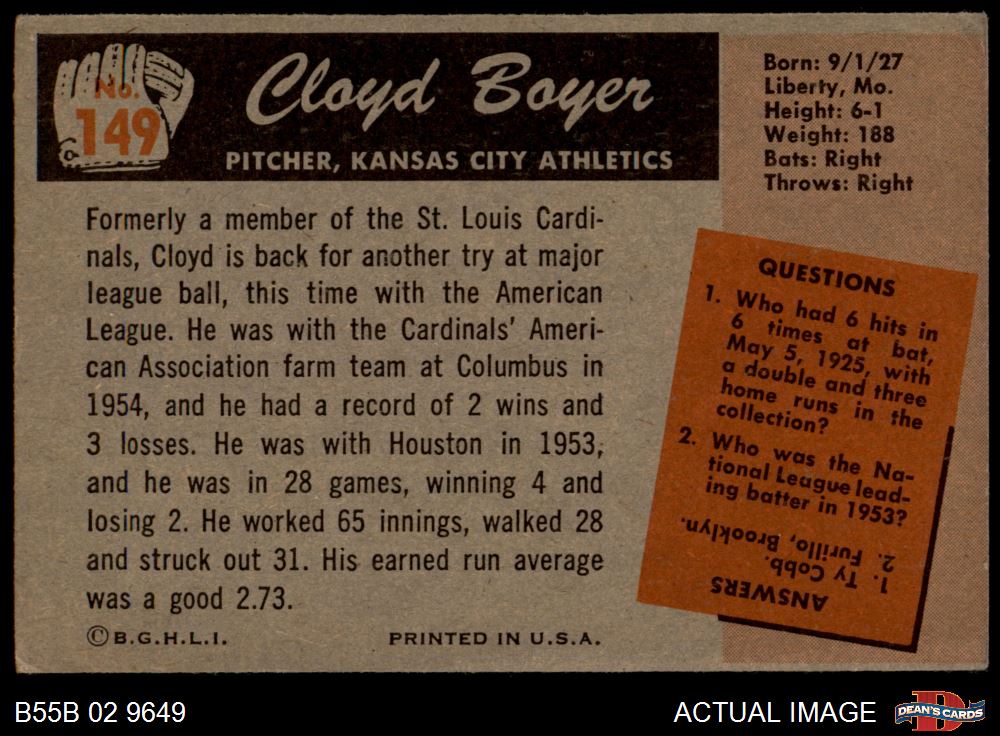 No.
149
Cloyd Boyer
PITCHER, KANSAS CITY ATHLETICS
Formerly a member of the St. Louis Cardi-
nals, Cloyd is back for another try at major
league ball, this time with the American
League. He was with the Cardinals' Ameri-
can Association farm team at Columbus in
1954, and he had a record of 2 wins and
3 losses. He was with Houston in 1953,
and he was in 28 games, winning 4 and
losing 2. He worked 65 innings, walked 28
and struck out 31. His earned run average
was a good 2.73.
©B.G.H.L.I.
PRINTED IN U.S.A.
Born: 9/1/27
Liberty, Mo.
Height: 6-1
Weight: 188
Bats: Right
Throws: Right
QUESTIONS
1. Who had 6 hits in
6 times at bat,
May 5, 1925, with
a double and three
home runs in the
collection?
2. Who was the Na-
tional League lead-
ing batter in 1953?
ANSWERS
1. Ty Cobb.
2. Furillo, Brooklyn.
B55B 02 9649
ACTUAL IMAGE
D
DEAN'S CARDS